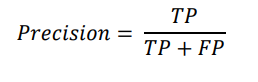 Precision = TP / TP + FP